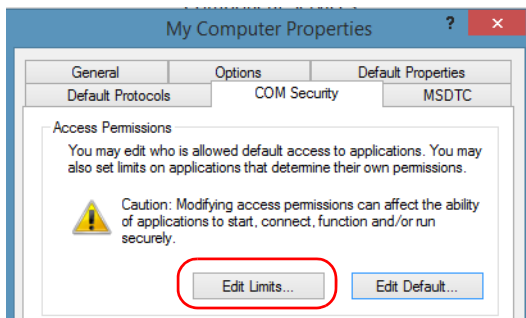 My Computer Properties
?
×
General Options Default Properties
Default Protocols COM Security MSDTC
Access Permissions
You may edit who is allowed default access to applications. You may
also set limits on applications that determine their own permissions.
Caution: Modifying access permissions can affect the ability
of applications to start, connect, function and/or run
securely.
Edit Limits... Edit Default...